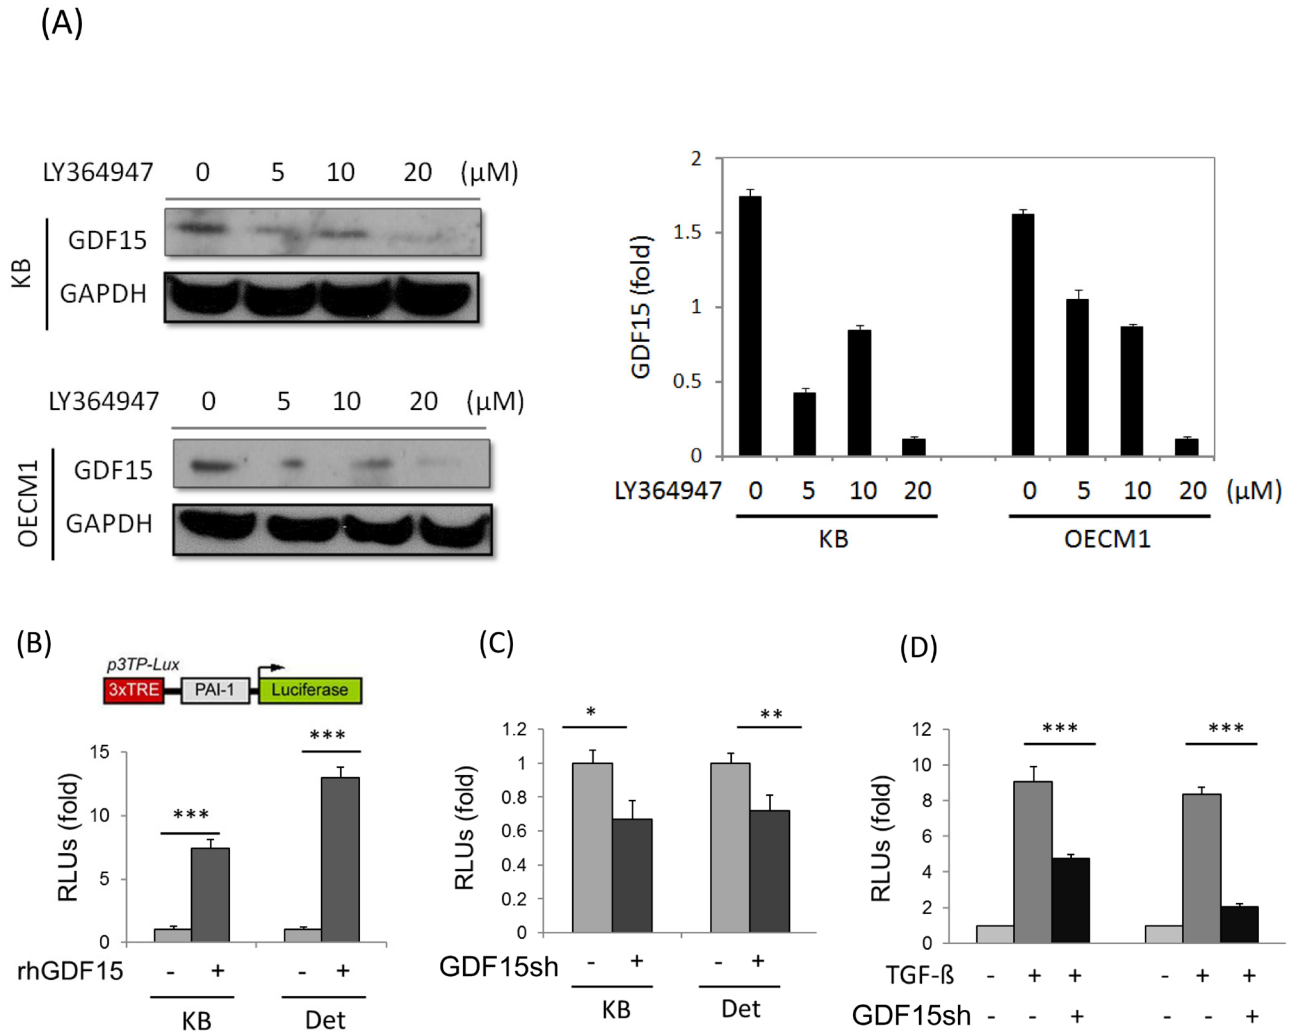 (A)
LY364947 0 5 10 20 (µM)
KB
GDF15
GAPDH
LY364947 0 5 10 20 (µM)
OECM1
GDF15
GAPDH
GDF15 (fold)
2
1.5
1
0.5
0
LY364947 0 5 10 20 0 5 10 20 (µM)
KB OECM1
(B)
p3TP-Lux
3xTRE PAI-1 Luciferase
RLUs (fold)
15
10
5
0
*** ***
rhGDF15 - + - +
KB Det
(C)
RLUs (fold)
1.2
1
0.8
0.6
0.4
0.2
0
* **
GDF15sh - + - +
KB Det
(D)
RLUs (fold)
12
10
8
6
4
2
0
*** ***
TGF-ß - + + - + +
GDF15sh - - + - - +